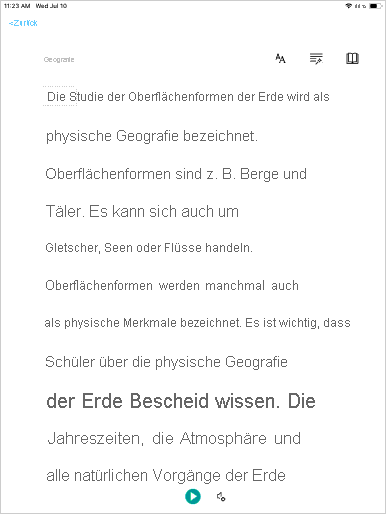 11:23 AM Wed Jul 10
54%
<Zurück
Geografie
AA
Die Studie der Oberflächenformen der Erde wird als
physische Geografie bezeichnet.
Oberflächenformen sind z. B. Berge und
Täler. Es kann sich auch um
Gletscher, Seen oder Flüsse handeln.
Oberflächenformen werden manchmal auch
als physische Merkmale bezeichnet. Es ist wichtig, dass
Schüler über die physische Geografie
der Erde Bescheid wissen. Die
Jahreszeiten, die Atmosphäre und
alle natürlichen Vorgänge der Erde